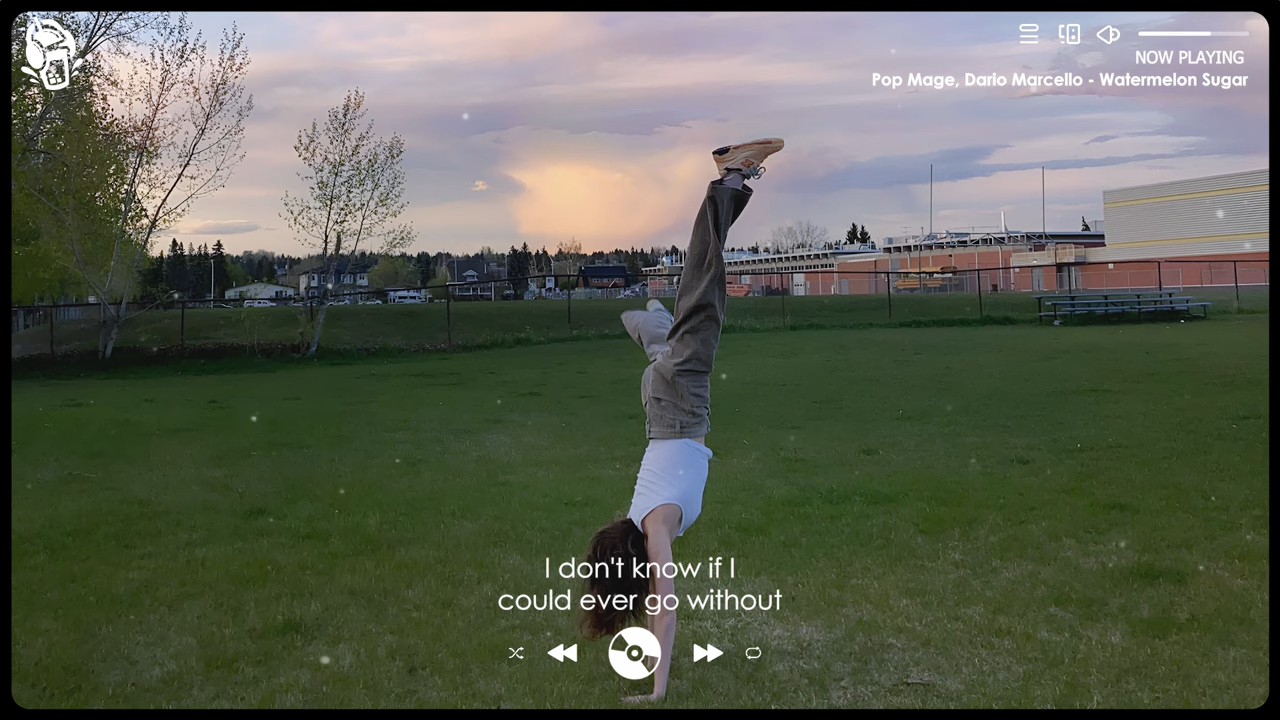 NOW PLAYING
Pop Mage, Dario Marcello - Watermelon Sugar
I don't know if I
could ever go without